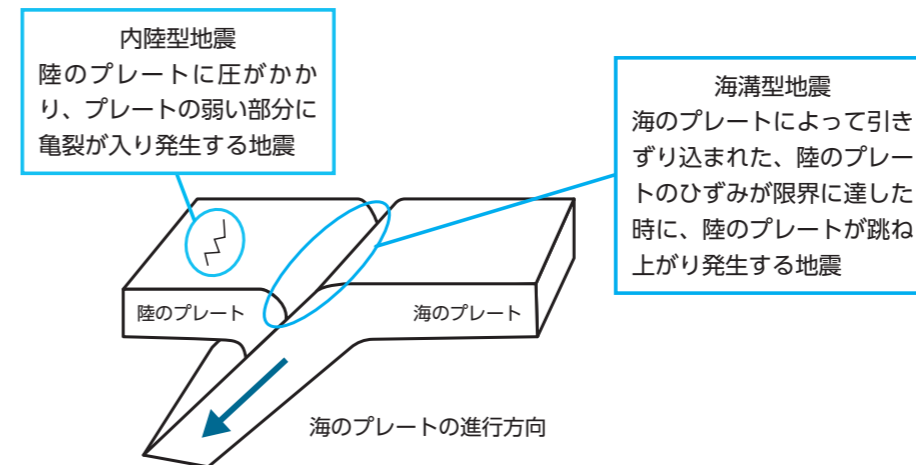 内陸型地震
陸のプレートに圧がかか
り、プレートの弱い部分に
亀裂が入り発生する地震
海溝型地震
海のプレートによって引き
ずり込まれた、陸のプレー
トのひずみが限界に達した
時に、陸のプレートが跳ね
上がり発生する地震
陸のプレート
海のプレート
海のプレートの進行方向